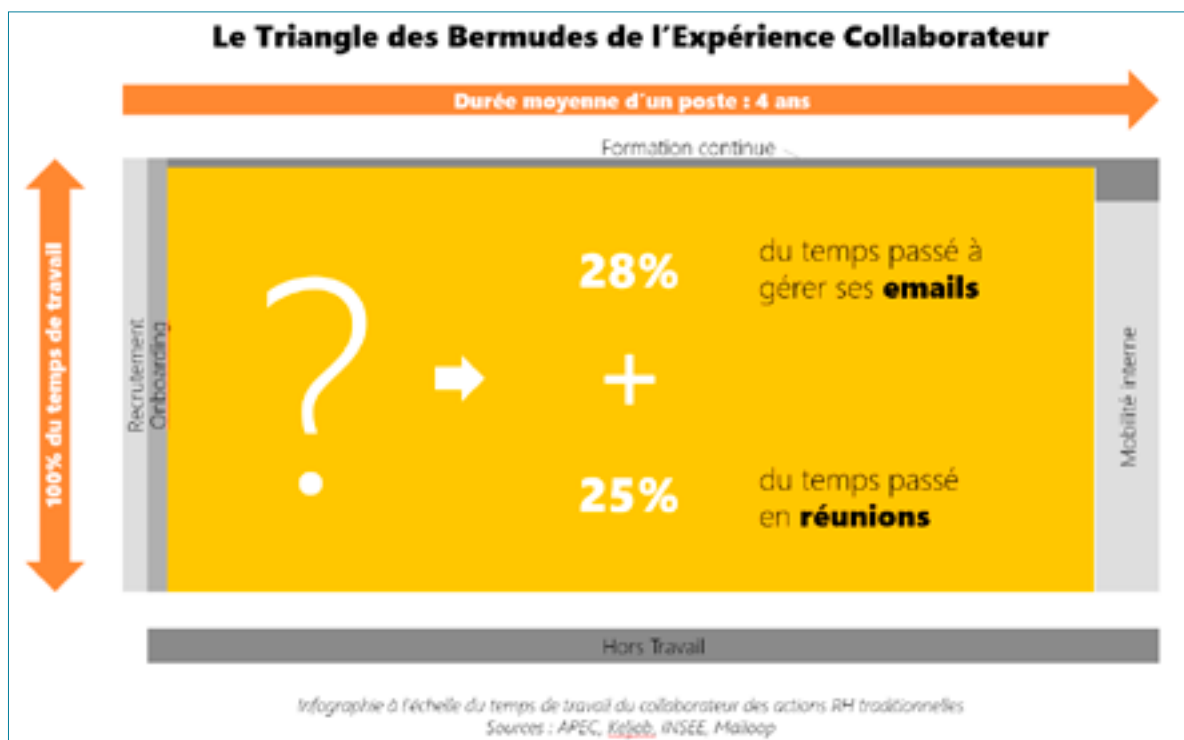 Le Triangle des Bermudes de l'Expérience Collaborateur
Durée moyenne d'un poste : 4 ans
Formation continue
100% du temps de travail
Recrutement
Onboarding
?
28%
du temps passé à
gérer ses emails
+
25%
du temps passé
en réunions
Mobilité interne
Hors Travail
Infographie à l'échelle du temps de travail du collaborateur des actions RH traditionnelles
Sources : APEC, Keljob, INSEE, Mailoop